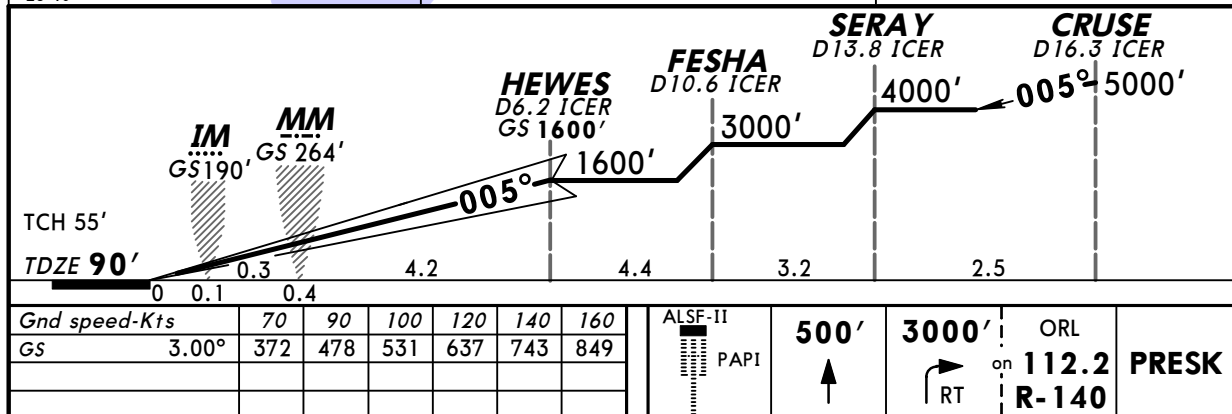 SERAY
D13.8 ICER
CRUSE
D16.3 ICER
FESHA
D10.6 ICER
HEWES
D6.2 ICER
GS 1600'
4000'
005°
5000'
3000'
1600'
005°
MM
GS 264'
IM
GS 190'
TCH 55'
TDZE 90'
0.3 4.2 4.4 3.2 2.5
0 0.1 0.4
Gnd speed-Kts 70 90 100 120 140 160
GS 3.00° 372 478 531 637 743 849
ALSF-II
PAPI
500'
3000'
RT
ORL
on 112.2
R-140
PRESK